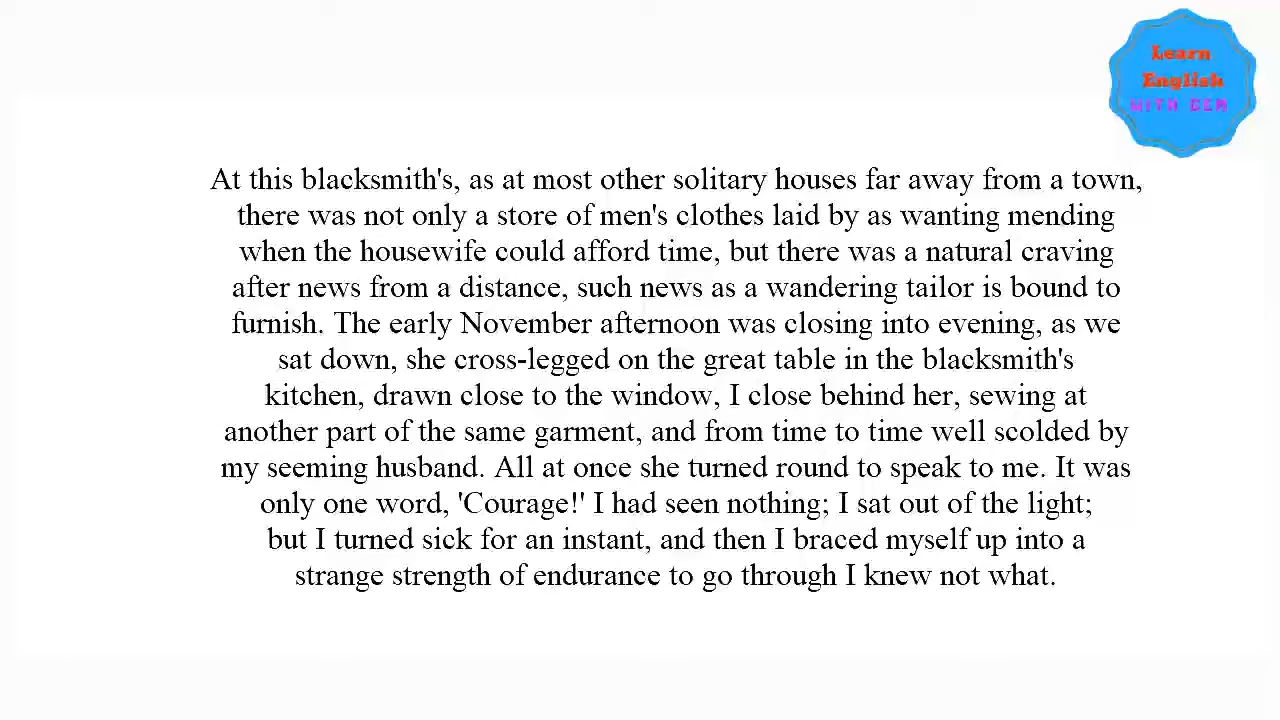 Learn
English
WITH BEN
At this blacksmith's, as at most other solitary houses far away from a town,
there was not only a store of men's clothes laid by as wanting mending
when the housewife could afford time, but there was a natural craving
after news from a distance, such news as a wandering tailor is bound to
furnish. The early November afternoon was closing into evening, as we
sat down, she cross-legged on the great table in the blacksmith's
kitchen, drawn close to the window, I close behind her, sewing at
another part of the same garment, and from time to time well scolded by
my seeming husband. All at once she turned round to speak to me. It was
only one word, 'Courage!' I had seen nothing; I sat out of the light;
but I turned sick for an instant, and then I braced myself up into a
strange strength of endurance to go through I knew not what.